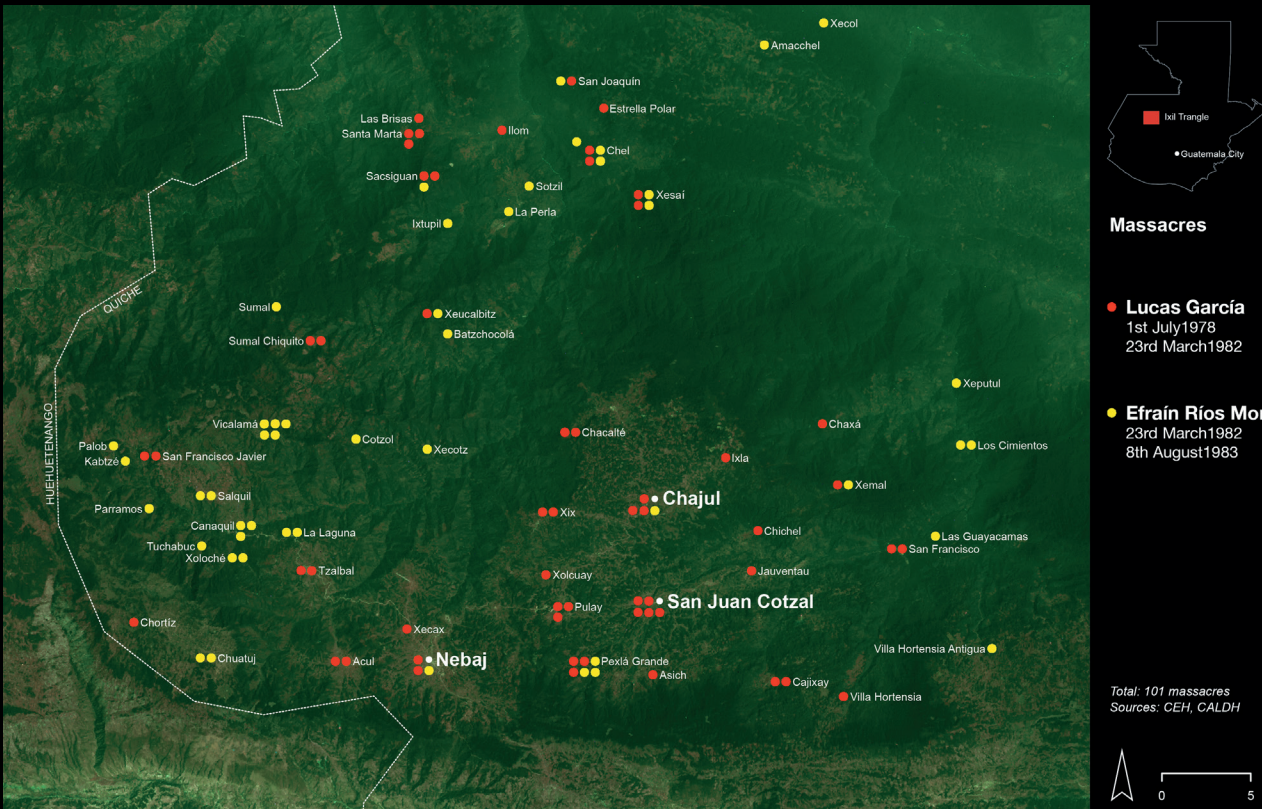 Xecol
Amacchel
San Joaquín
Estrella Polar
Las Brisas
Santa Marta
Ilom
Chel
Sacsiguan
Sotzil
Xesaí
La Perla
Ixtupil
QUICHE
Sumal
Xeucalbitz
Batzchocolá
Sumal Chiquito
Xeputul
HUEHUETENANGO
Vicalamá
Cotzol
Chacalté
Chaxá
Palob
Kabtzé
San Francisco Javier
Xecotz
Ixla
Los Cimientos
Salquil
Chajul
Xemal
Parramos
Xix
Canaquil
La Laguna
Chichel
Las Guayacamas
Tuchabuc
Xoloché
San Francisco
Tzalbal
Xolcuay
Jauventau
Pulay
San Juan Cotzal
Chortíz
Xecax
Villa Hortensia Antigua
Chuatuj
Acul
Nebaj
Pexlá Grande
Asich
Cajixay
Villa Hortensia
Ixil Trangle
Guatemala City
Massacres
Lucas García
1st July1978
23rd March1982
Efraín Ríos Mo
23rd March1982
8th August1983
Total: 101 massacres
Sources: CEH, CALDH
0 5